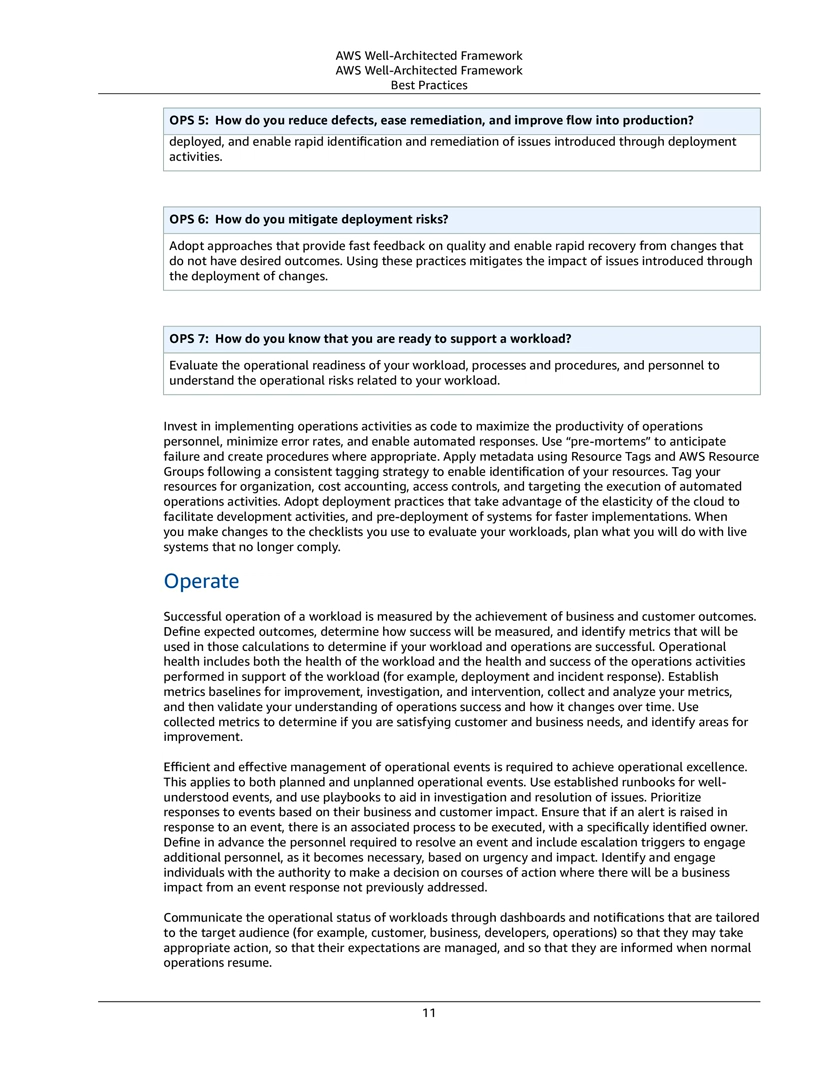 AWS Well-Architected Framework
AWS Well-Architected Framework
Best Practices
OPS 5:  How do you reduce defects, ease remediation, and improve flow into production?
deployed, and enable rapid identification and remediation of issues introduced through deployment
activities.
OPS 6:  How do you mitigate deployment risks?
Adopt approaches that provide fast feedback on quality and enable rapid recovery from changes that
do not have desired outcomes. Using these practices mitigates the impact of issues introduced through
the deployment of changes.
OPS 7:  How do you know that you are ready to support a workload?
Evaluate the operational readiness of your workload, processes and procedures, and personnel to
understand the operational risks related to your workload.
Invest in implementing operations activities as code to maximize the productivity of operations
personnel, minimize error rates, and enable automated responses. Use “pre-mortems” to anticipate
failure and create procedures where appropriate. Apply metadata using Resource Tags and AWS Resource
Groups following a consistent tagging strategy to enable identification of your resources. Tag your
resources for organization, cost accounting, access controls, and targeting the execution of automated
operations activities. Adopt deployment practices that take advantage of the elasticity of the cloud to
facilitate development activities, and pre-deployment of systems for faster implementations. When
you make changes to the checklists you use to evaluate your workloads, plan what you will do with live
systems that no longer comply.
Operate
Successful operation of a workload is measured by the achievement of business and customer outcomes.
Define expected outcomes, determine how success will be measured, and identify metrics that will be
used in those calculations to determine if your workload and operations are successful. Operational
health includes both the health of the workload and the health and success of the operations activities
performed in support of the workload (for example, deployment and incident response). Establish
metrics baselines for improvement, investigation, and intervention, collect and analyze your metrics,
and then validate your understanding of operations success and how it changes over time. Use
collected metrics to determine if you are satisfying customer and business needs, and identify areas for
improvement.
Efficient and effective management of operational events is required to achieve operational excellence.
This applies to both planned and unplanned operational events. Use established runbooks for well-
understood events, and use playbooks to aid in investigation and resolution of issues. Prioritize
responses to events based on their business and customer impact. Ensure that if an alert is raised in
response to an event, there is an associated process to be executed, with a specifically identified owner.
Define in advance the personnel required to resolve an event and include escalation triggers to engage
additional personnel, as it becomes necessary, based on urgency and impact. Identify and engage
individuals with the authority to make a decision on courses of action where there will be a business
impact from an event response not previously addressed.
Communicate the operational status of workloads through dashboards and notifications that are tailored
to the target audience (for example, customer, business, developers, operations) so that they may take
appropriate action, so that their expectations are managed, and so that they are informed when normal
operations resume.
11